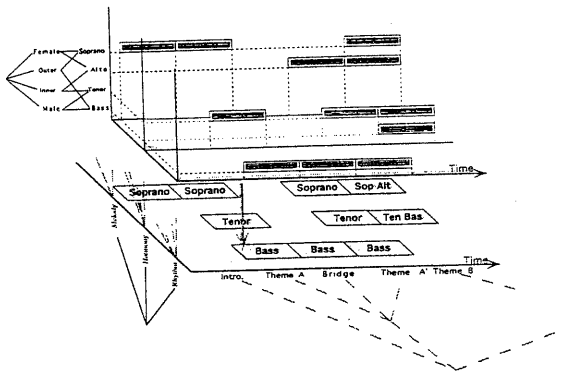 Female Soprano
Outer Alto
Inner Tenor
Male Bass
Time
Soprano Soprano Soprano Sop·Alt
Tenor Tenor Ten Bas
Bass Bass Bass
Melody
Harmony
Rhythm
Time
Intro. Theme A Bridge Theme A' Theme B